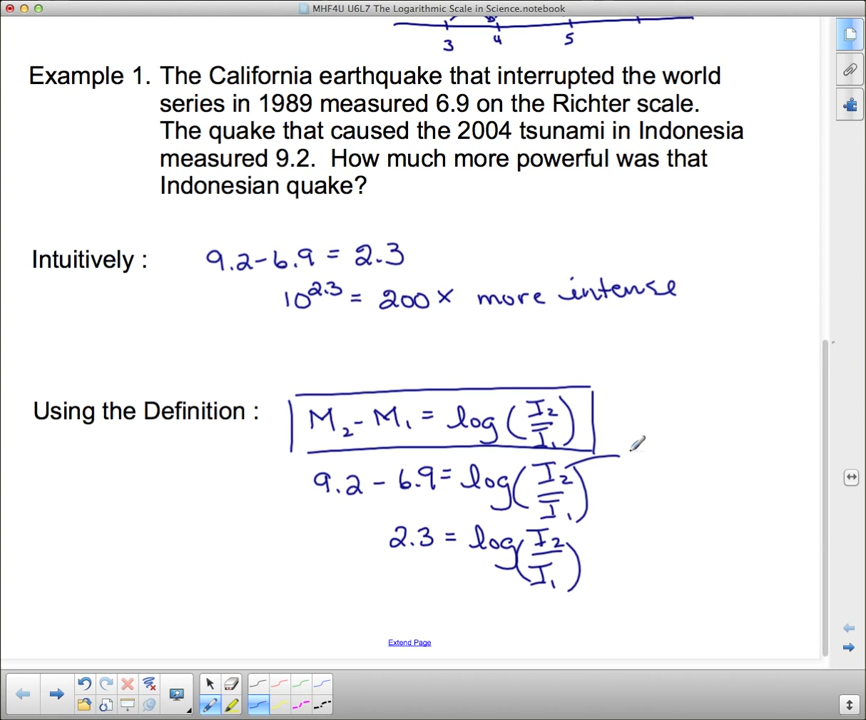 MHF4U U6L7 The Logarithmic Scale in Science.notebook
3 4 5
Example 1. The California earthquake that interrupted the world
series in 1989 measured 6.9 on the Richter scale.
The quake that caused the 2004 tsunami in Indonesia
measured 9.2. How much more powerful was that
Indonesian quake?
Intuitively : 9.2-6.9 = 2.3
10^2.3 = 200 × more intense
Using the Definition : M₂-M₁ = log(I₂/I₁)
9.2 - 6.9 = log(I₂/I₁)
2.3 = log(I₂/I₁)
Extend Page